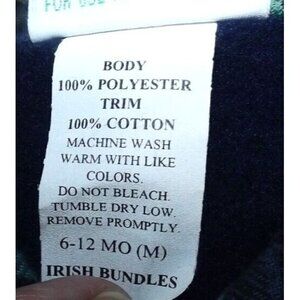 BODY
100% POLYESTER
TRIM
100% COTTON
MACHINE WASH
WARM WITH LIKE
COLORS.
DO NOT BLEACH.
TUMBLE DRY LOW.
REMOVE PROMPTLY.
6-12 MO (M)
IRISH BUNDLES